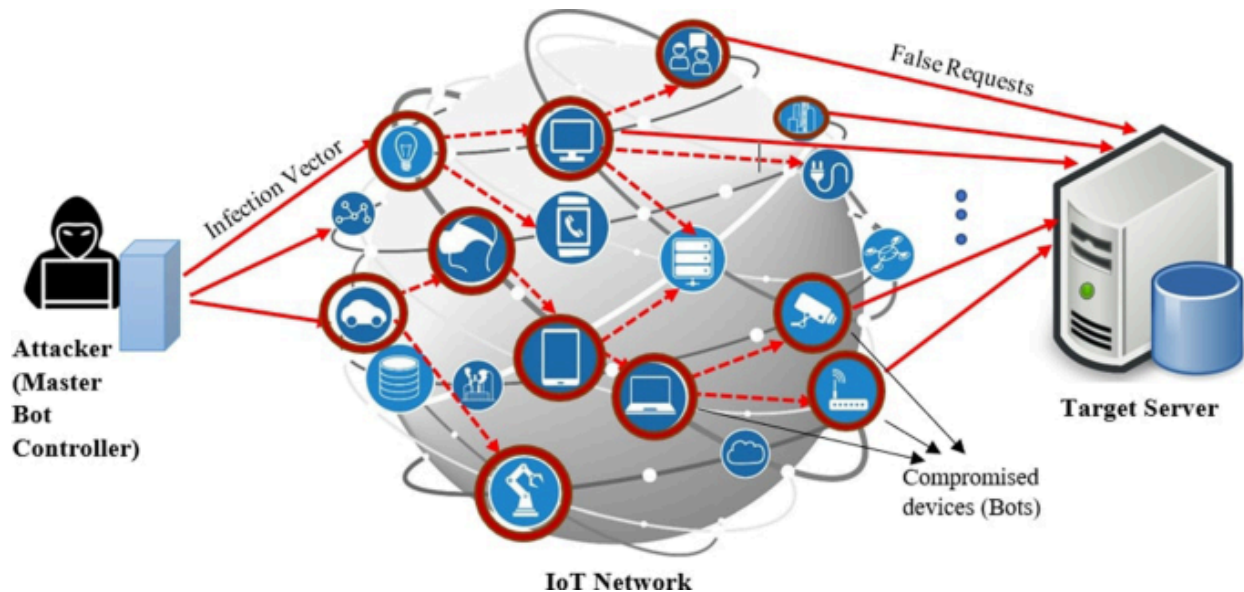 False Requests
Infection Vector
Attacker
(Master
Bot
Controller)
Target Server
Compromised
devices (Bots)
IoT Network